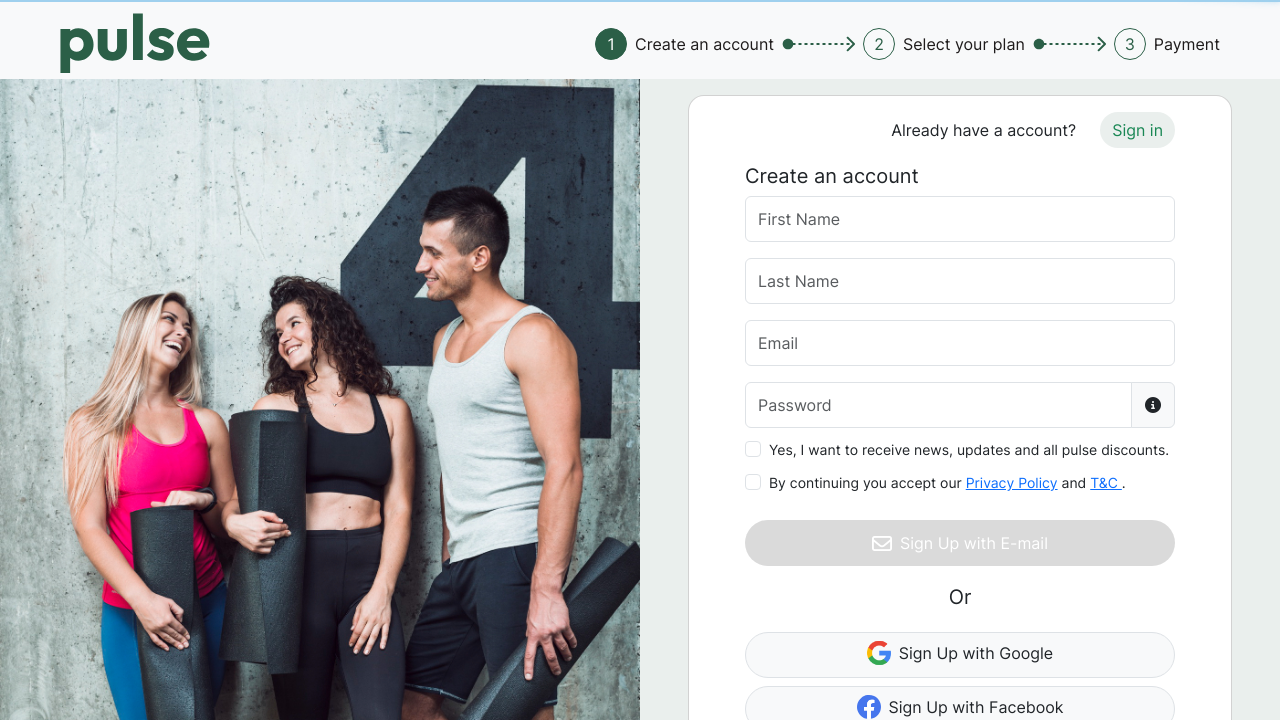 pulse
1 Create an account 2 Select your plan 3 Payment
4
Already have a account? Sign in
Create an account
First Name
Last Name
Email
Password
Yes, I want to receive news, updates and all pulse discounts.
By continuing you accept our Privacy Policy and T&C .
Sign Up with E-mail
Or
Sign Up with Google
Sign Up with Facebook